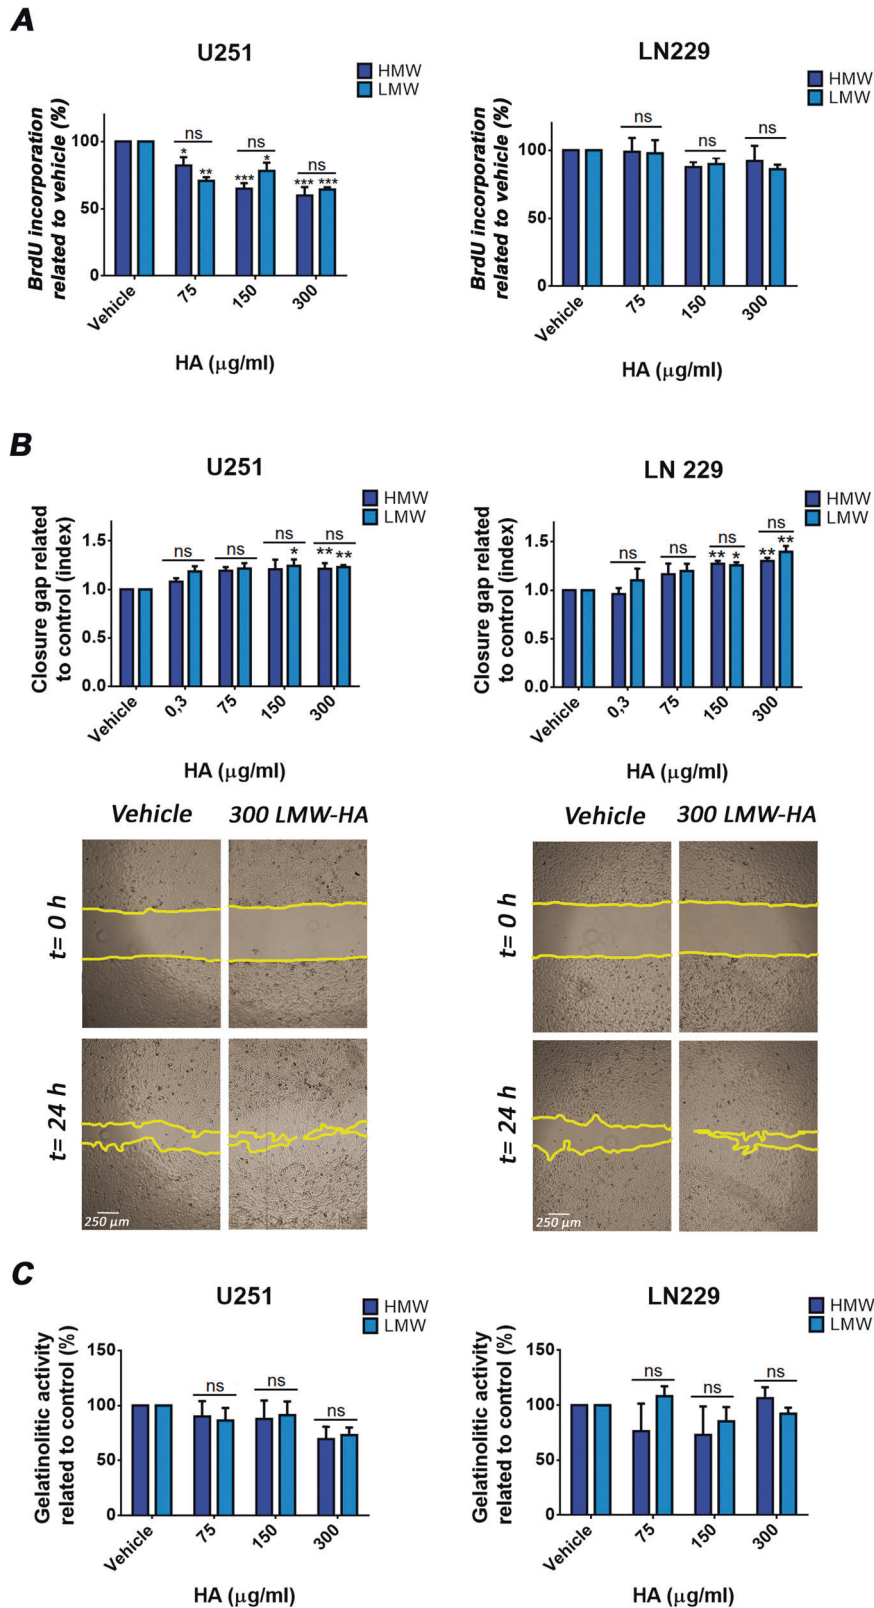 A
U251
HMW
LMW
BrdU incorporation
related to vehicle (%)
100
50
0
ns
ns
ns
*
**
***
*
***
***
Vehicle
75
150
300
HA (μg/ml)
LN229
HMW
LMW
BrdU incorporation
related to vehicle (%)
100
50
0
ns
ns
ns
Vehicle
75
150
300
HA (μg/ml)
B
U251
HMW
LMW
Closure gap related
to control (index)
1.5
1.0
0.5
0.0
ns
ns
ns
ns
*
**
**
Vehicle
0,3
75
150
300
HA (μg/ml)
LN 229
HMW
LMW
Closure gap related
to control (index)
1.5
1.0
0.5
0.0
ns
ns
ns
ns
**
*
**
**
Vehicle
0,3
75
150
300
HA (μg/ml)
Vehicle
300 LMW-HA
t= 0 h
t= 24 h
250 μm
Vehicle
300 LMW-HA
t= 0 h
t= 24 h
250 μm
C
U251
HMW
LMW
Gelatinolitic activity
related to control (%)
150
100
50
0
ns
ns
ns
Vehicle
75
150
300
HA (μg/ml)
LN229
HMW
LMW
Gelatinolitic activity
related to control (%)
150
100
50
0
ns
ns
ns
Vehicle
75
150
300
HA (μg/ml)